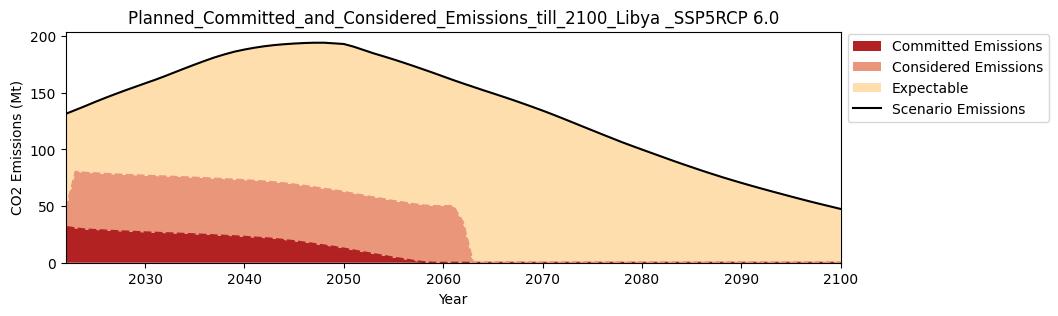 Planned_Committed_and_Considered_Emissions_till_2100_Libya _SSP5RCP 6.0
CO2 Emissions (Mt)
200
150
100
50
0
2030 2040 2050 2060 2070 2080 2090 2100
Year
Committed Emissions
Considered Emissions
Expectable
Scenario Emissions